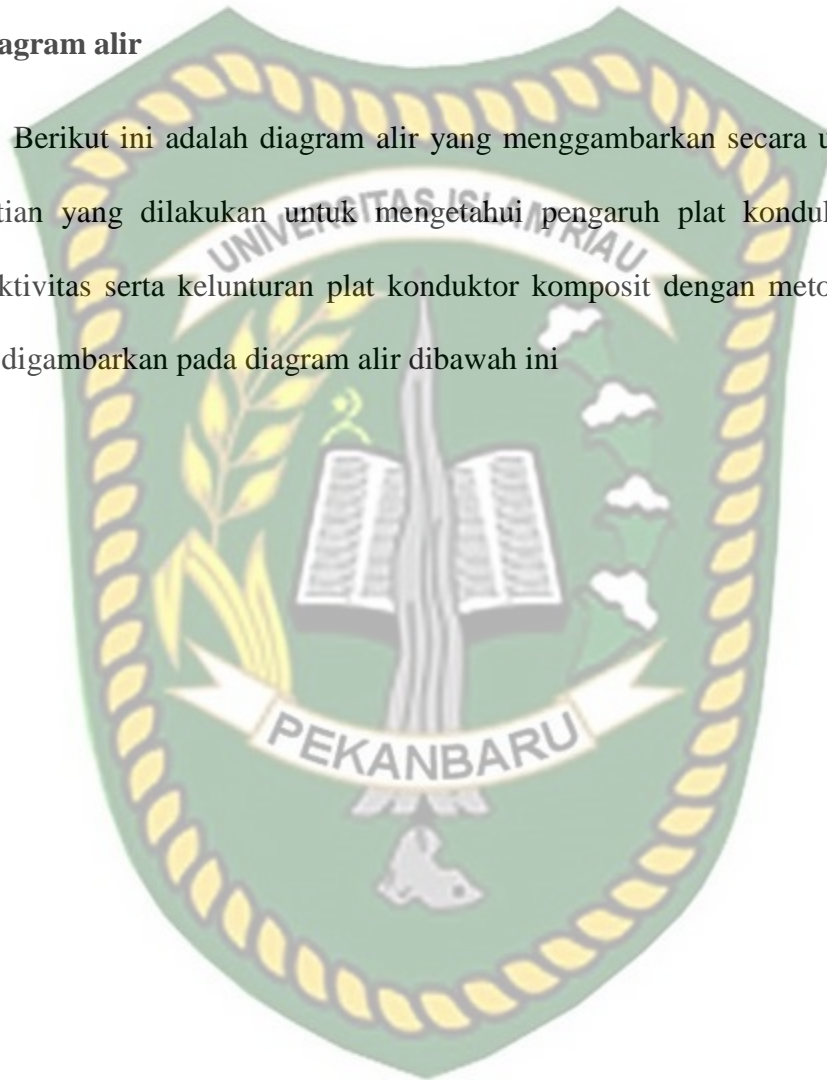 agram alir
Berikut ini adalah diagram alir yang menggambarkan secara u
tian yang dilakukan untuk mengetahui pengaruh plat konduk
UNIVERSITAS ISLAM RIAU
ktivitas serta kelunturan plat konduktor komposit dengan meto
digambarkan pada diagram alir dibawah ini
PEKANBARU